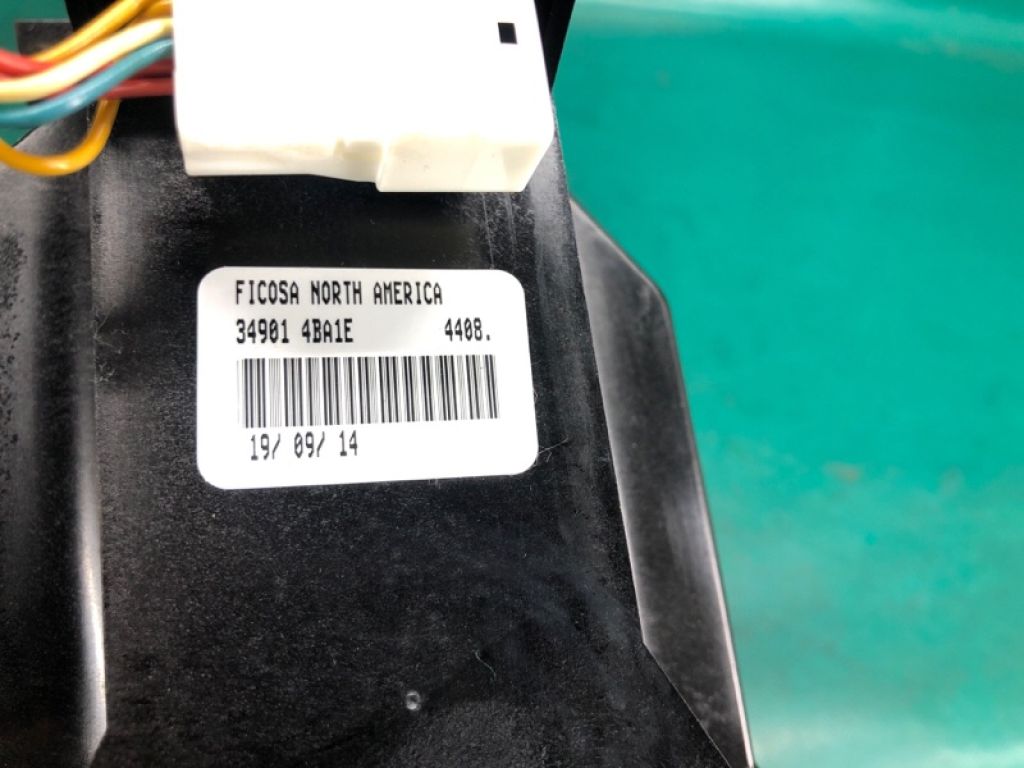 FICOSA NORTH AMERICA
34901 4BA1E 4408.
19/ 09/ 14